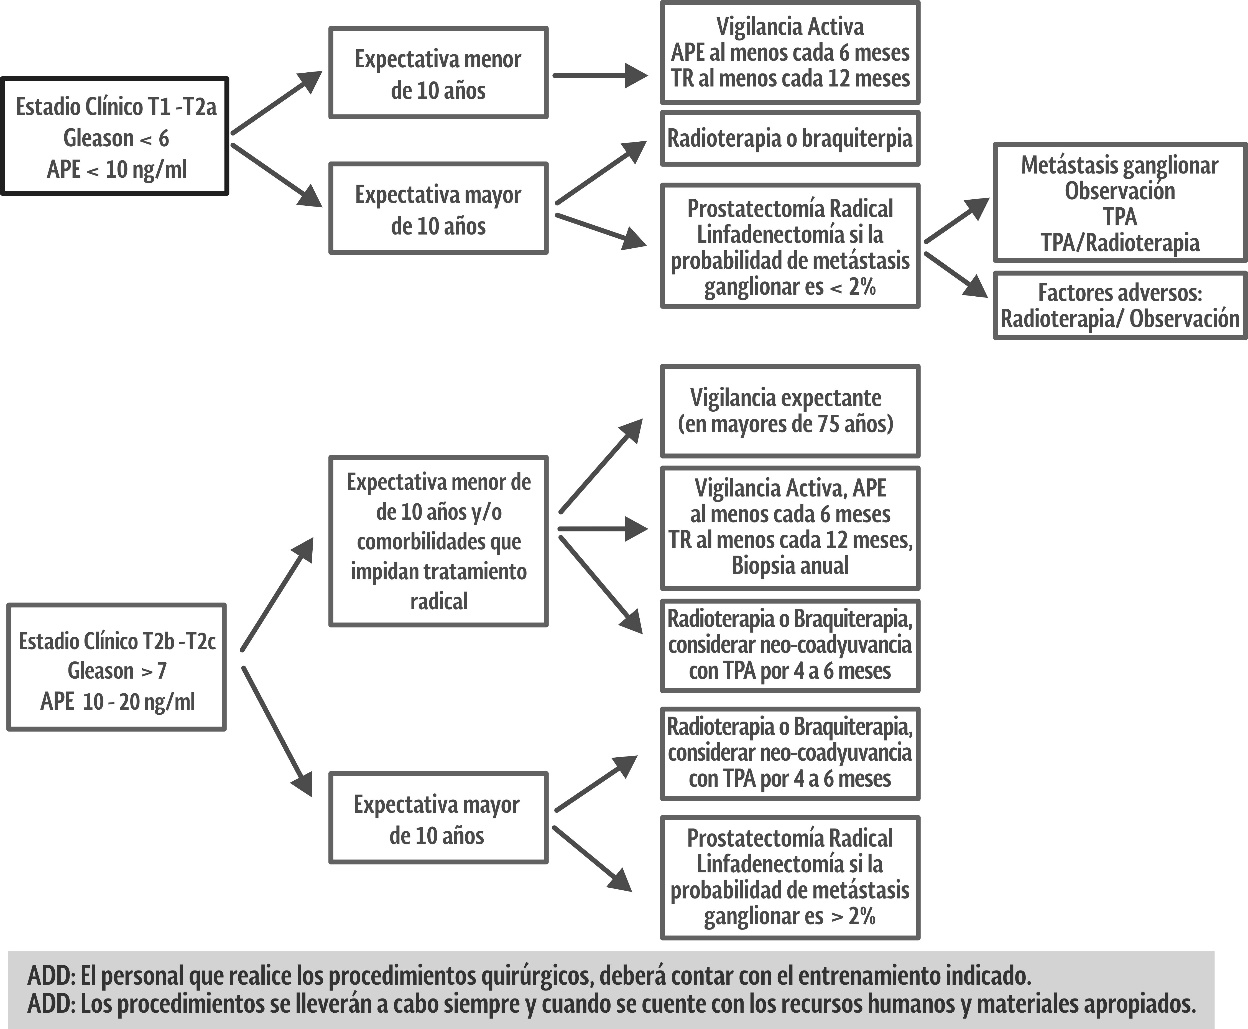 Estadio Clínico T1 -T2a
Gleason < 6
APE < 10 ng/ml
Expectativa menor
de 10 años
Vigilancia Activa
APE al menos cada 6 meses
TR al menos cada 12 meses
Expectativa mayor
de 10 años
Radioterapia o braquiterpia
Prostatectomía Radical
Linfadenectomía si la
probabilidad de metástasis
ganglionar es < 2%
Metástasis ganglionar
Observación
TPA
TPA/Radioterapia
Factores adversos:
Radioterapia/ Observación
Estadio Clínico T2b -T2c
Gleason > 7
APE 10 - 20 ng/ml
Expectativa menor de
de 10 años y/o
comorbilidades que
impidan tratamiento
radical
Vigilancia expectante
(en mayores de 75 años)
Vigilancia Activa, APE
al menos cada 6 meses
TR al menos cada 12 meses,
Biopsia anual
Radioterapia o Braquiterapia,
considerar neo-coadyuvancia
con TPA por 4 a 6 meses
Expectativa mayor
de 10 años
Radioterapia o Braquiterapia,
considerar neo-coadyuvancia
con TPA por 4 a 6 meses
Prostatectomía Radical
Linfadenectomía si la
probabilidad de metástasis
ganglionar es > 2%
ADD: El personal que realice los procedimientos quirúrgicos, deberá contar con el entrenamiento indicado.
ADD: Los procedimientos se lleverán a cabo siempre y cuando se cuente con los recursos humanos y materiales apropiados.